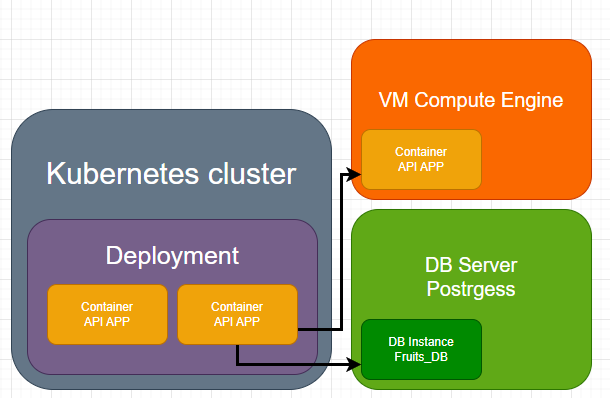 VM Compute Engine
Container
API APP
Kubernetes cluster
Deployment
Container
API APP
Container
API APP
DB Server
Postrgess
DB Instance
Fruits_DB